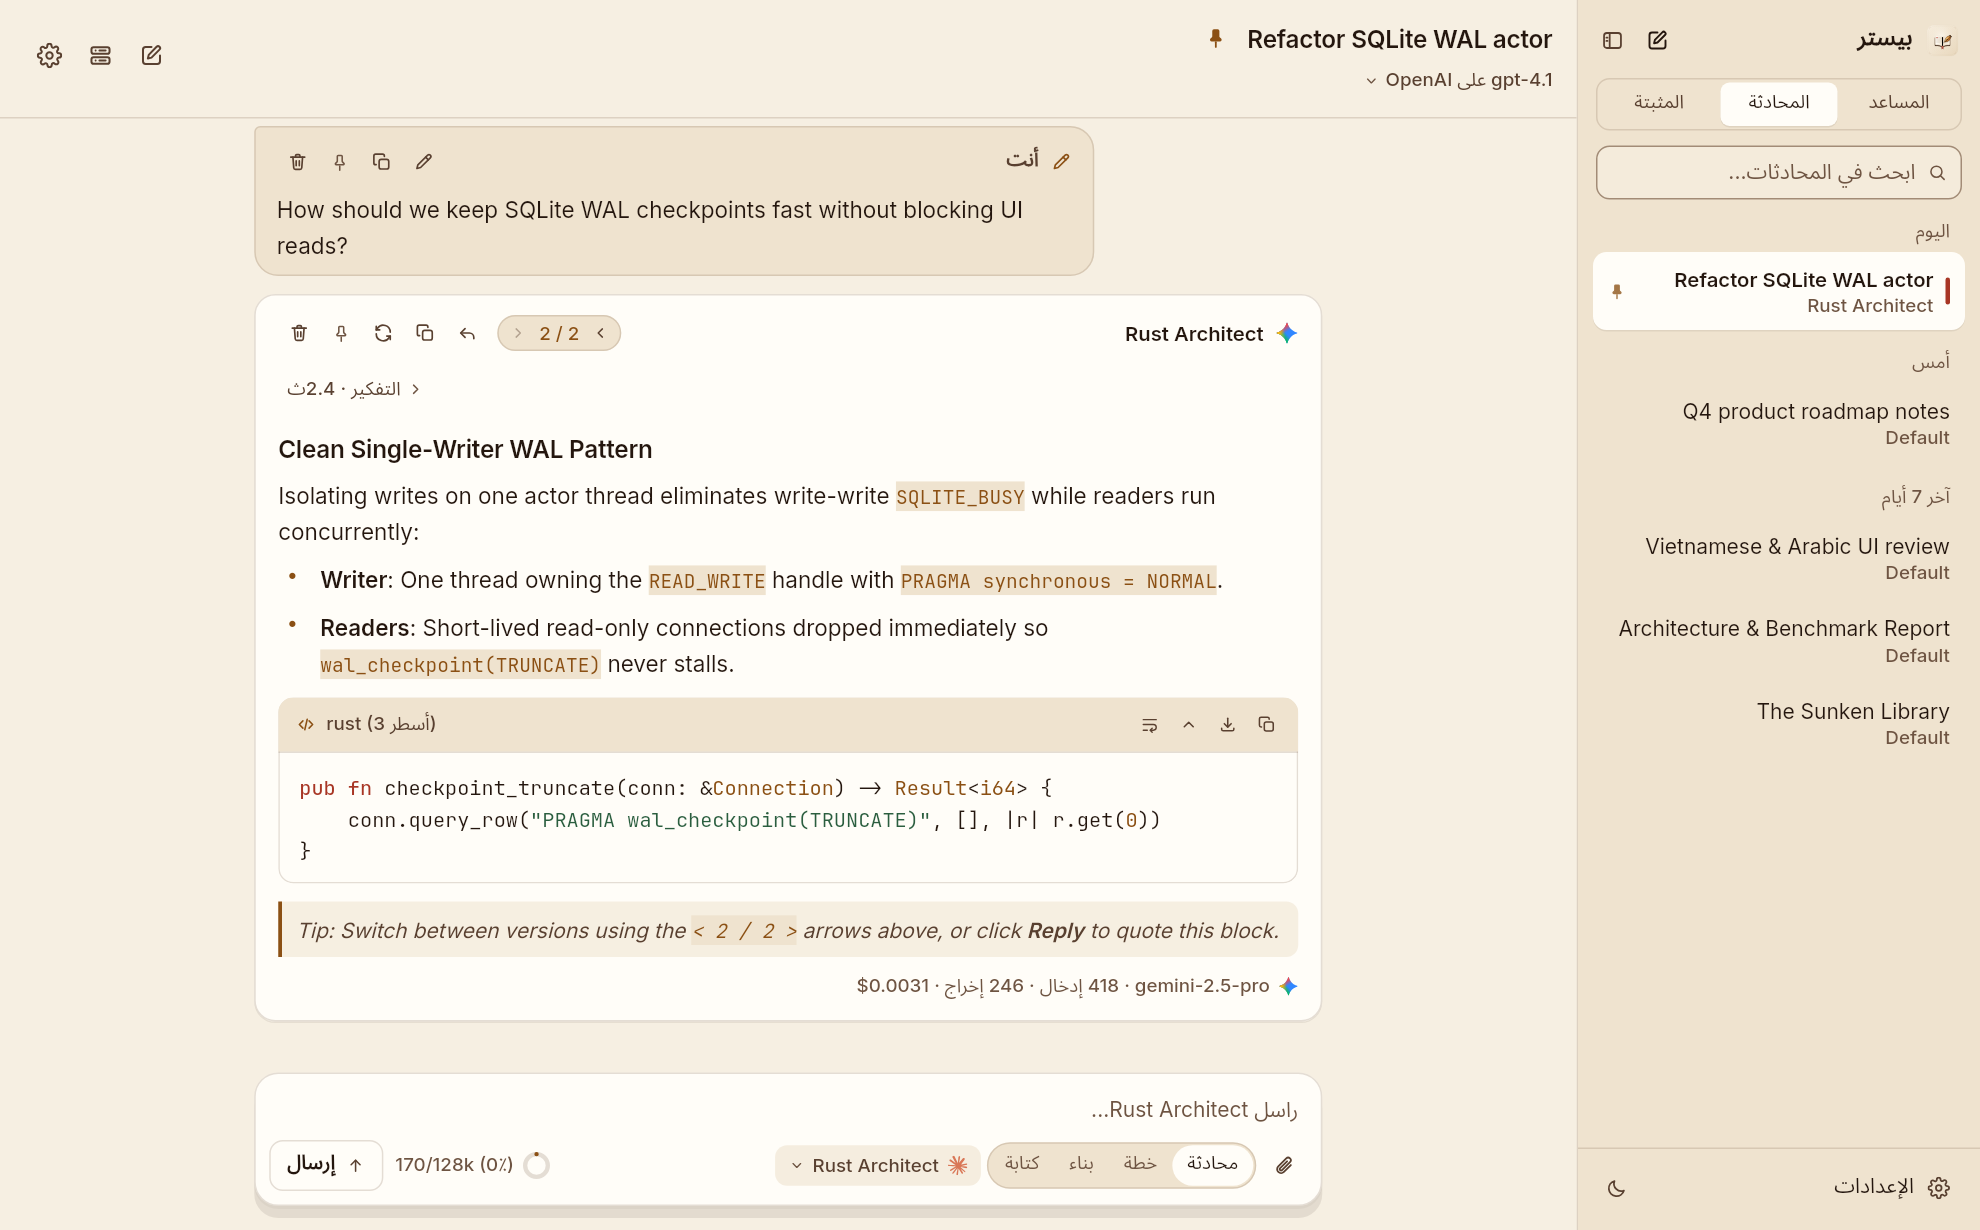 بيستر
المساعد
المحادثة
المثبتة
ابحث في المحادثات...
اليوم
Refactor SQLite WAL actor
Rust Architect
أمس
Q4 product roadmap notes
Default
آخر 7 أيام
Vietnamese & Arabic UI review
Default
Architecture & Benchmark Report
Default
The Sunken Library
Default
الإعدادات
Refactor SQLite WAL actor
gpt-4.1 على OpenAI
أنت
How should we keep SQLite WAL checkpoints fast without blocking UI
reads?
Rust Architect
2 / 2
التفكير · 2.4ث
Clean Single-Writer WAL Pattern
Isolating writes on one actor thread eliminates write-write SQLITE_BUSY while readers run
concurrently:
• Writer: One thread owning the READ_WRITE handle with PRAGMA synchronous = NORMAL.
• Readers: Short-lived read-only connections dropped immediately so
wal_checkpoint(TRUNCATE) never stalls.
rust (3 أسطر)
pub fn checkpoint_truncate(conn: &Connection) -> Result<i64> {
    conn.query_row("PRAGMA wal_checkpoint(TRUNCATE)", [], |r| r.get(0))
}
Tip: Switch between versions using the < 2 / 2 > arrows above, or click Reply to quote this block.
gemini-2.5-pro · 418 إدخال · 246 إخراج · $0.0031
راسل Rust Architect...
محادثة
خطة
بناء
كتابة
Rust Architect
170/128k (0٪)
إرسال